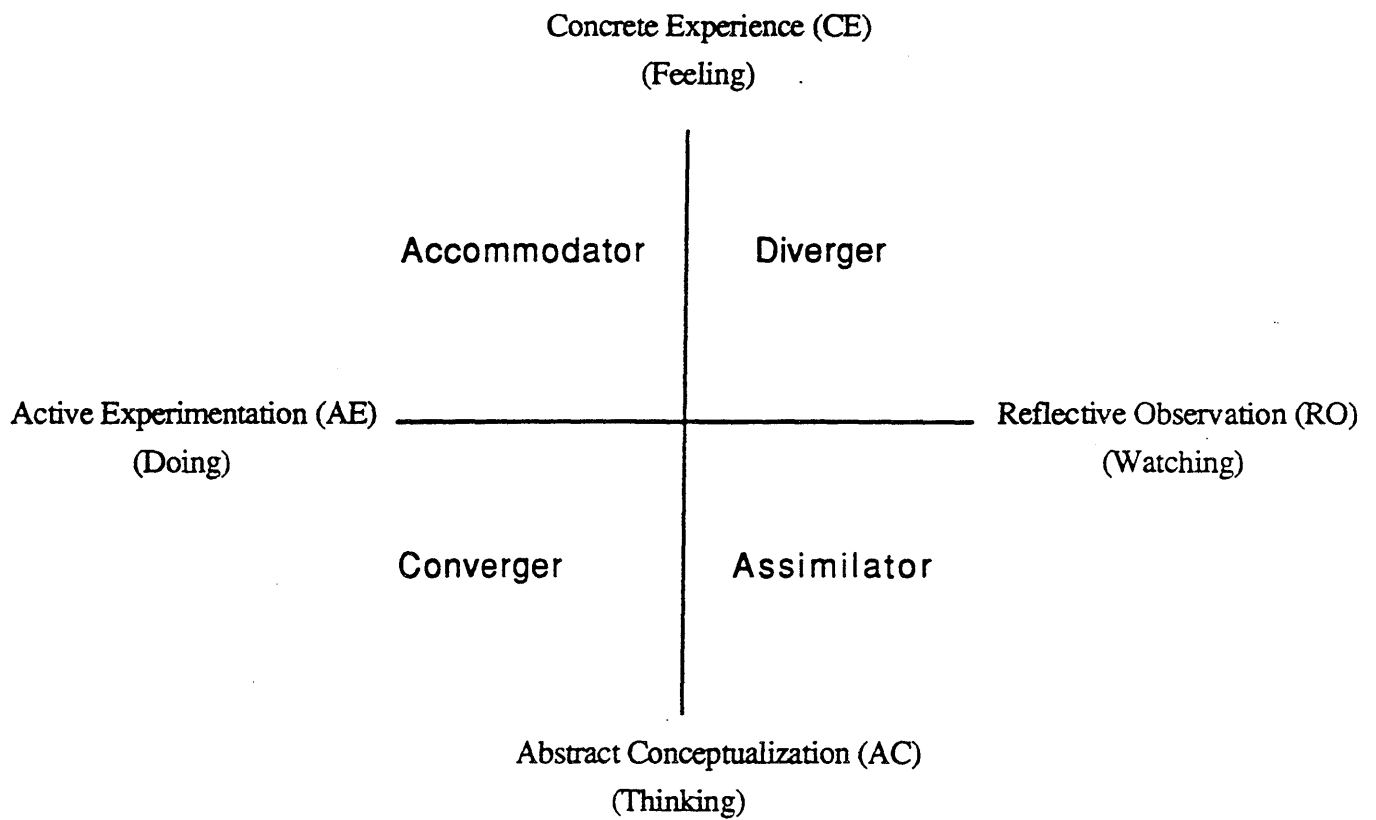 Concrete Experience (CE)
(Feeling)
Accommodator
Diverger
Active Experimentation (AE)
(Doing)
Reflective Observation (RO)
(Watching)
Converger
Assimilator
Abstract Conceptualization (AC)
(Thinking)